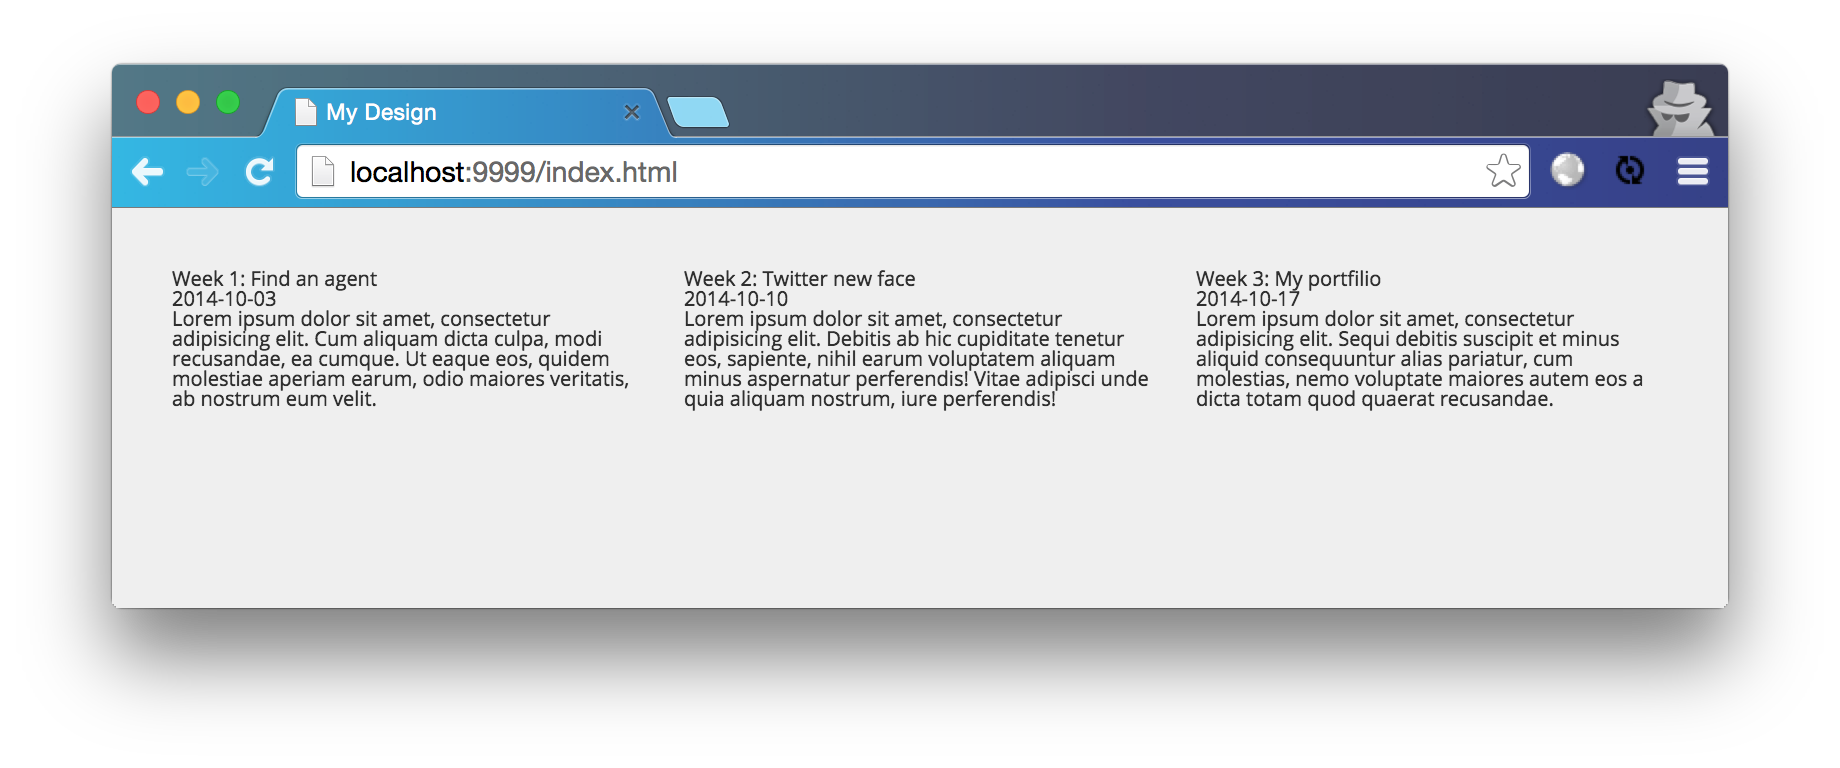 My Design
localhost:9999/index.html
Week 1: Find an agent
2014-10-03
Lorem ipsum dolor sit amet, consectetur
adipisicing elit. Cum aliquam dicta culpa, modi
recusandae, ea cumque. Ut eaque eos, quidem
molestiae aperiam earum, odio maiores veritatis,
ab nostrum eum velit.
Week 2: Twitter new face
2014-10-10
Lorem ipsum dolor sit amet, consectetur
adipisicing elit. Debitis ab hic cupiditate tenetur
eos, sapiente, nihil earum voluptatem aliquam
minus aspernatur perferendis! Vitae adipisci unde
quia aliquam nostrum, iure perferendis!
Week 3: My portfilio
2014-10-17
Lorem ipsum dolor sit amet, consectetur
adipisicing elit. Sequi debitis suscipit et minus
aliquid consequuntur alias pariatur, cum
molestias, nemo voluptate maiores autem eos a
dicta totam quod quaerat recusandae.